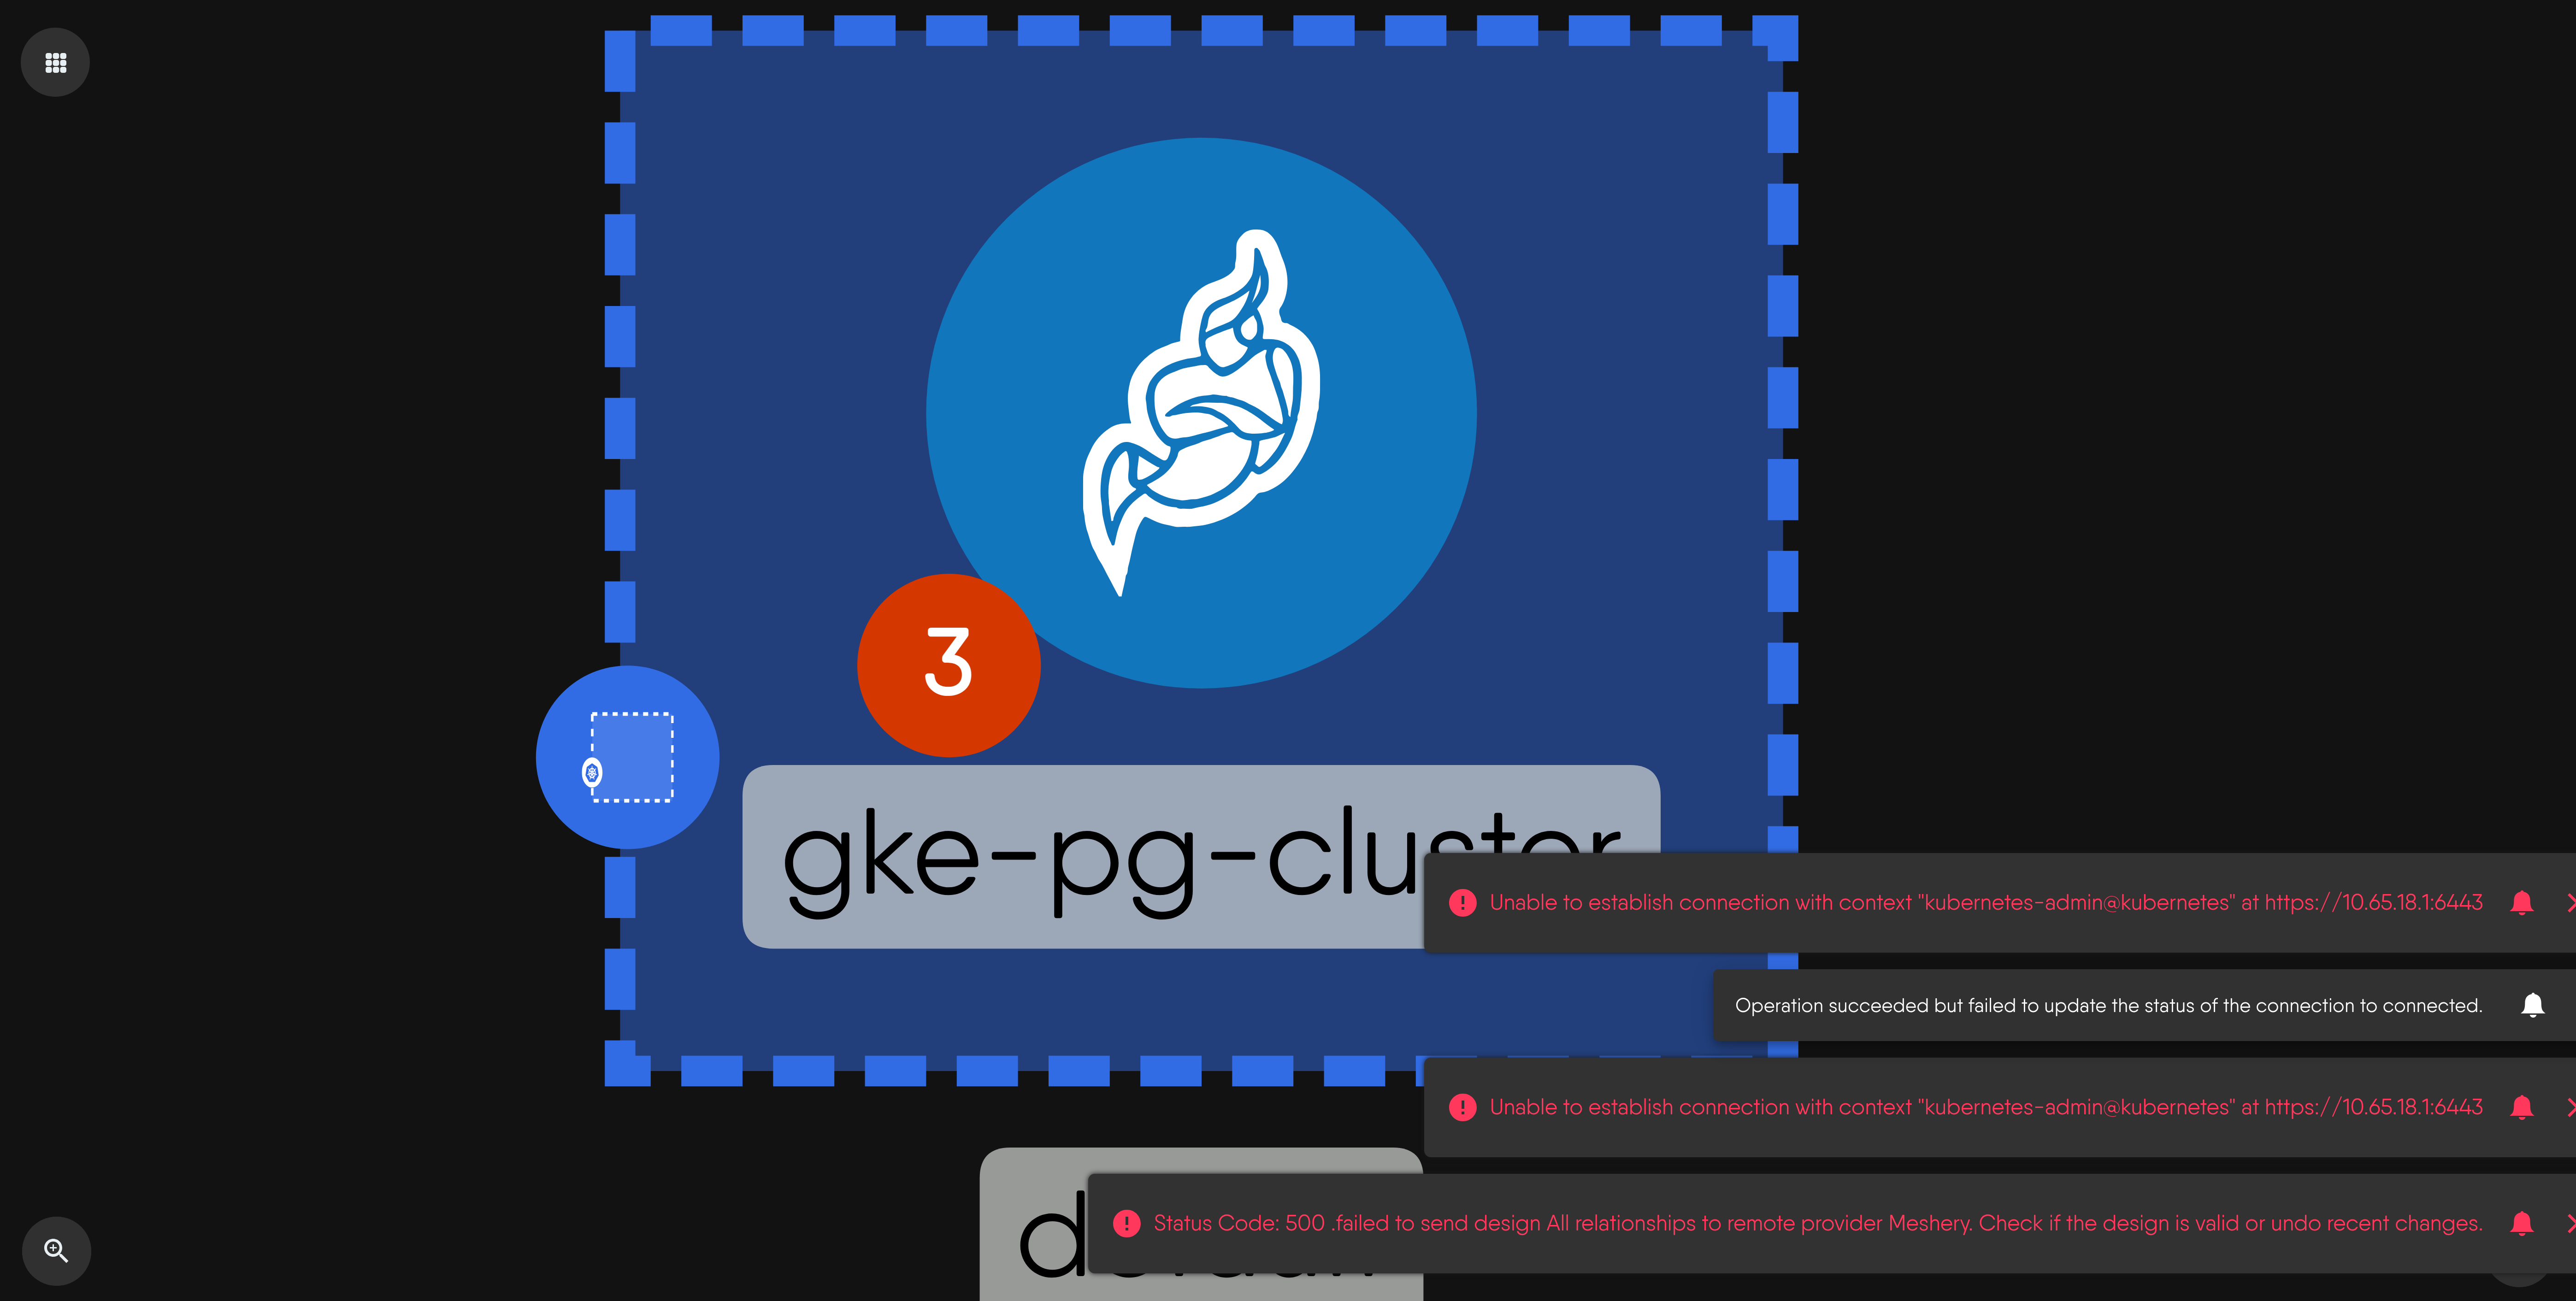 3
gke-pg-cluster
Unable to establish connection with context "kubernetes-admin@kubernetes" at https://10.65.18.1:6443
Operation succeeded but failed to update the status of the connection to connected.
Unable to establish connection with context "kubernetes-admin@kubernetes" at https://10.65.18.1:6443
Status Code: 500 .failed to send design All relationships to remote provider Meshery. Check if the design is valid or undo recent changes.